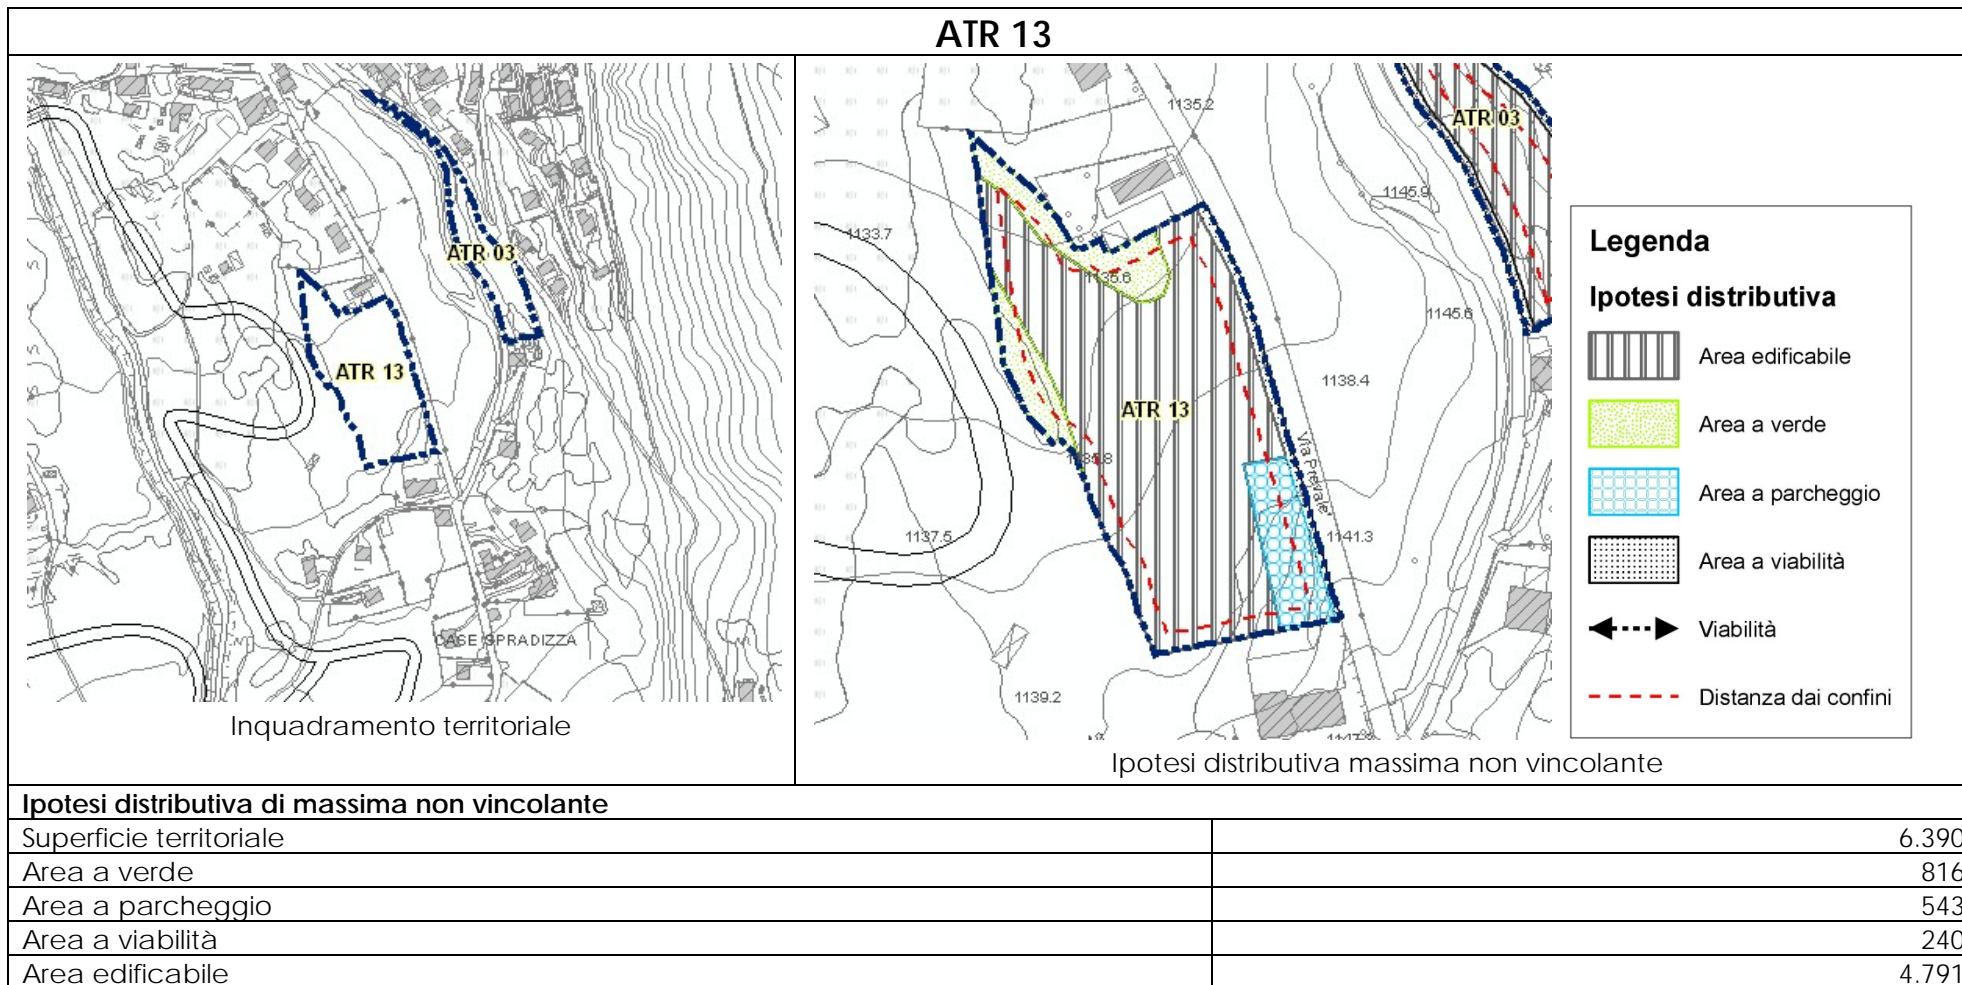 ATR 13
ATR 03
ATR 13
CASE SPRADIZZA
Inquadramento territoriale
1135.2
ATR 03
1145.9
1133.7
1135.6
1145.6
1138.4
ATR 13
Via Prevale
1137.5
1141.3
1139.2
Ipotesi distributiva massima non vincolante
Legenda
Ipotesi distributiva
Area edificabile
Area a verde
Area a parcheggio
Area a viabilità
Viabilità
Distanza dai confini
Ipotesi distributiva di massima non vincolante
Superficie territoriale 6.390
Area a verde 816
Area a parcheggio 543
Area a viabilità 240
Area edificabile 4.791